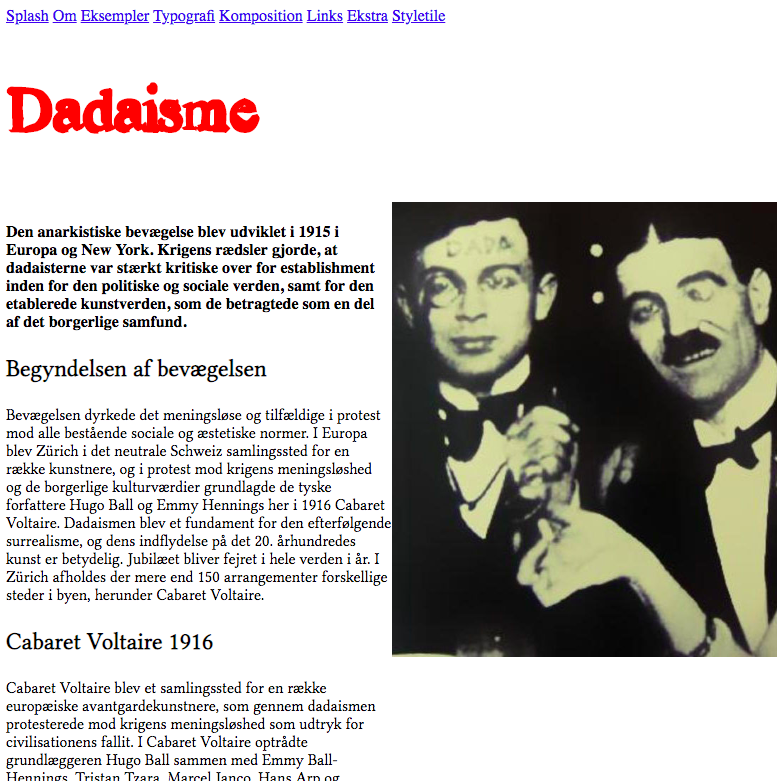 Splash Om Eksempler Typografi Komposition Links Ekstra Styletile
Dadaisme
Den anarkistiske bevægelse blev udviklet i 1915 i
Europa og New York. Krigens rædsler gjorde, at
dadaisterne var stærkt kritiske over for establishment
inden for den politiske og sociale verden, samt for den
etablerede kunstverden, som de betragtede som en del
af det borgerlige samfund.
Begyndelsen af bevægelsen
Bevægelsen dyrkede det meningsløse og tilfældige i protest
mod alle bestående sociale og æstetiske normer. I Europa
blev Zürich i det neutrale Schweiz samlingssted for en
række kunstnere, og i protest mod krigens meningsløshed
og de borgerlige kulturværdier grundlagde de tyske
forfattere Hugo Ball og Emmy Hennings her i 1916 Cabaret
Voltaire. Dadaismen blev et fundament for den efterfølgende
surrealisme, og dens indflydelse på det 20. århundredes
kunst er betydelig. Jubilæet bliver fejret i hele verden i år. I
Zürich afholdes der mere end 150 arrangementer forskellige
steder i byen, herunder Cabaret Voltaire.
Cabaret Voltaire 1916
Cabaret Voltaire blev et samlingssted for en række
europæiske avantgardekunstnere, som gennem dadaismen
protesterede mod krigens meningsløshed som udtryk for
civilisationens fallit. I Cabaret Voltaire optrådte
grundlæggeren Hugo Ball sammen med Emmy Ball-
Hennings, Tristan Tzara, Marcel Janco, Hans Arp og
DADA